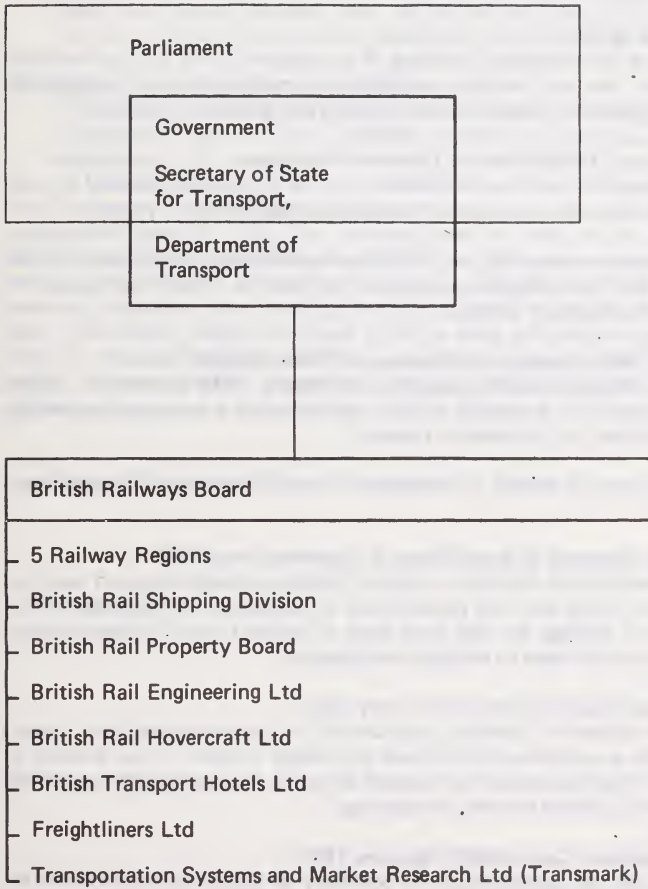 Parliament
Government
Secretary of State
for Transport,
Department of
Transport
British Railways Board
5 Railway Regions
British Rail Shipping Division
British Rail Property Board
British Rail Engineering Ltd
British Rail Hovercraft Ltd
British Transport Hotels Ltd
Freightliners Ltd
Transportation Systems and Market Research Ltd (Transmark)